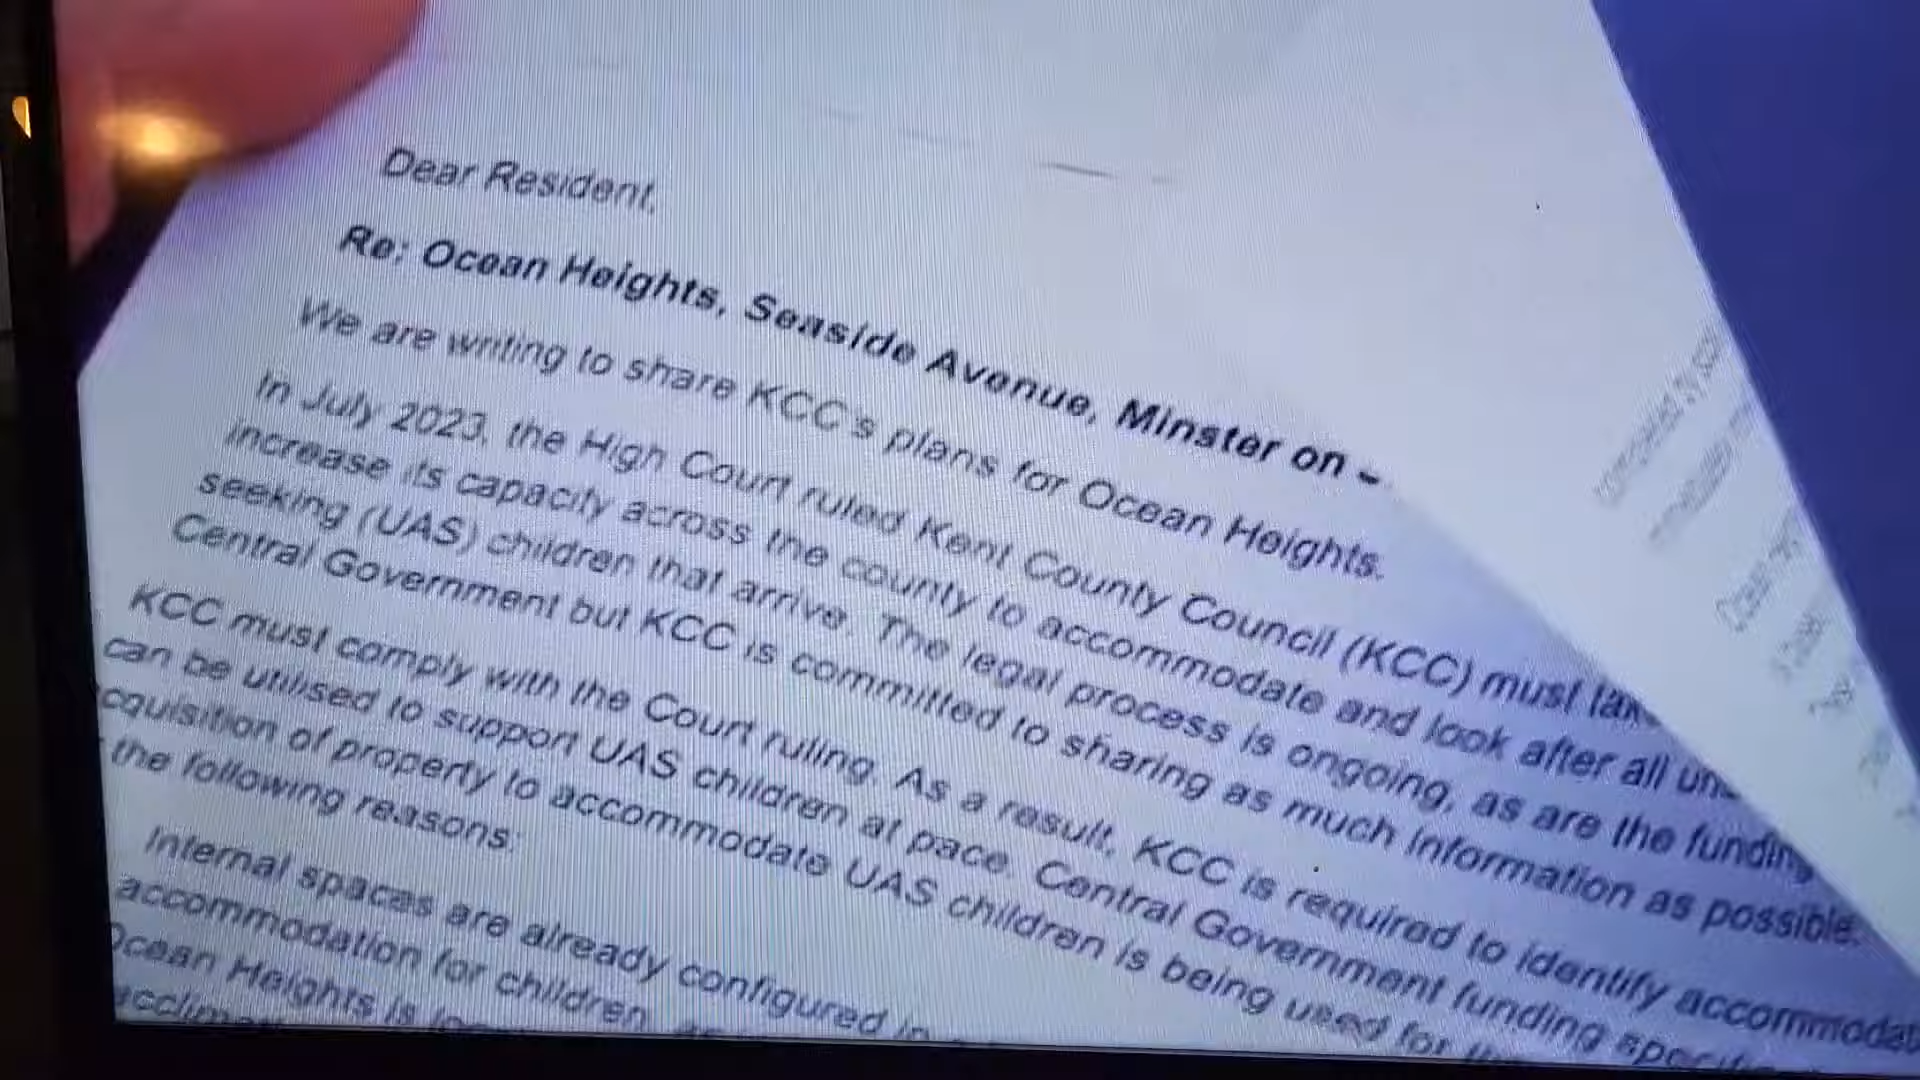 Dear Resident,
Re: Ocean Heights, Seaside Avenue, Minster on -
We are writing to share KCC's plans for Ocean Heights.
In July 2023, the High Court ruled Kent County Council (KCC) must
increase its capacity across the county to accommodate and look after all
seeking (UAS) children that arrive. The legal process is ongoing, as are the funding
Central Government but KCC is committed to sharing as much information as possible.
KCC must comply with the Court ruling. As a result, KCC is required to identify accommodat
can be utilised to support UAS children at pace. Central Government funding
cquisition of property to accommodate UAS children is being used for
the following reasons:
Internal spaces are already configured
accommodation for children
Ocean Heights is